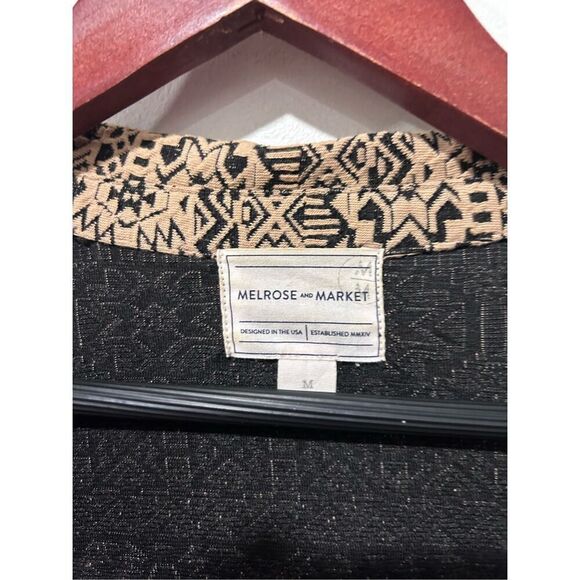 M
M
MELROSE AND MARKET
DESIGNED IN THE USA | ESTABLISHED MMXIV
M